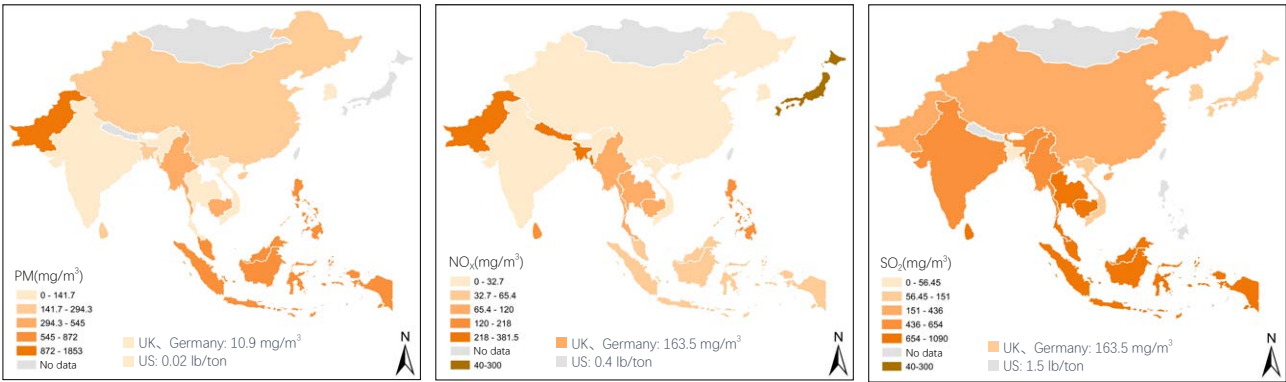 PM(mg/m³)
0 - 141.7
141.7 - 294.3
294.3 - 545
545 - 872
872 - 1853
No data
UK、Germany: 10.9 mg/m³
US: 0.02 lb/ton
N
NOₓ(mg/m³)
0 - 32.7
32.7 - 65.4
65.4 - 120
120 - 218
218 - 381.5
No data
40-300
UK、Germany: 163.5 mg/m³
US: 0.4 lb/ton
N
SO₂(mg/m³)
0 - 56.45
56.45 - 151
151 - 436
436 - 654
654 - 1090
No data
40-300
UK、Germany: 163.5 mg/m³
US: 1.5 lb/ton
N